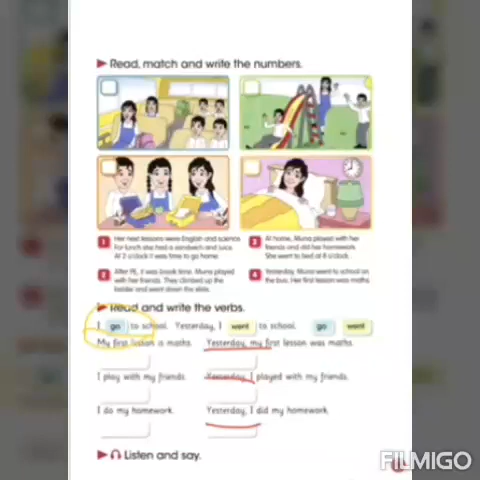 Read, match and write the numbers.
1 Her next lessons were English and science.
For lunch she had a sandwich and juice.
At 2 o'clock it was time to go home.
2 After PE, it was break time. Muna played
with her friends. They climbed up the
ladder and went down the slide.
3 At home, Muna played with her
friends and did her homework.
She went to bed at 8 o'clock.
4 Yesterday, Muna went to school on
the bus. Her first lesson was maths.
Read and write the verbs.
I go to school. Yesterday, I went to school. go went
My first lesson is maths. Yesterday, my first lesson was maths.
I play with my friends. Yesterday, I played with my friends.
I do my homework. Yesterday, I did my homework.
Listen and say.
FILMIGO